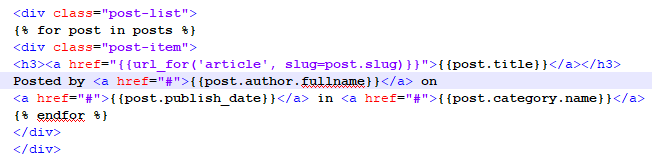 <div class="post-list">
{% for post in posts %}
<div class="post-item">
<h3><a href="{{url_for('article', slug=post.slug)}}">{{post.title}}</a></h3>
Posted by <a href="#">{{post.author.fullname}}</a> on
<a href="#">{{post.publish_date}}</a> in <a href="#">{{post.category.name}}</a>
{% endfor %}
</div>
</div>